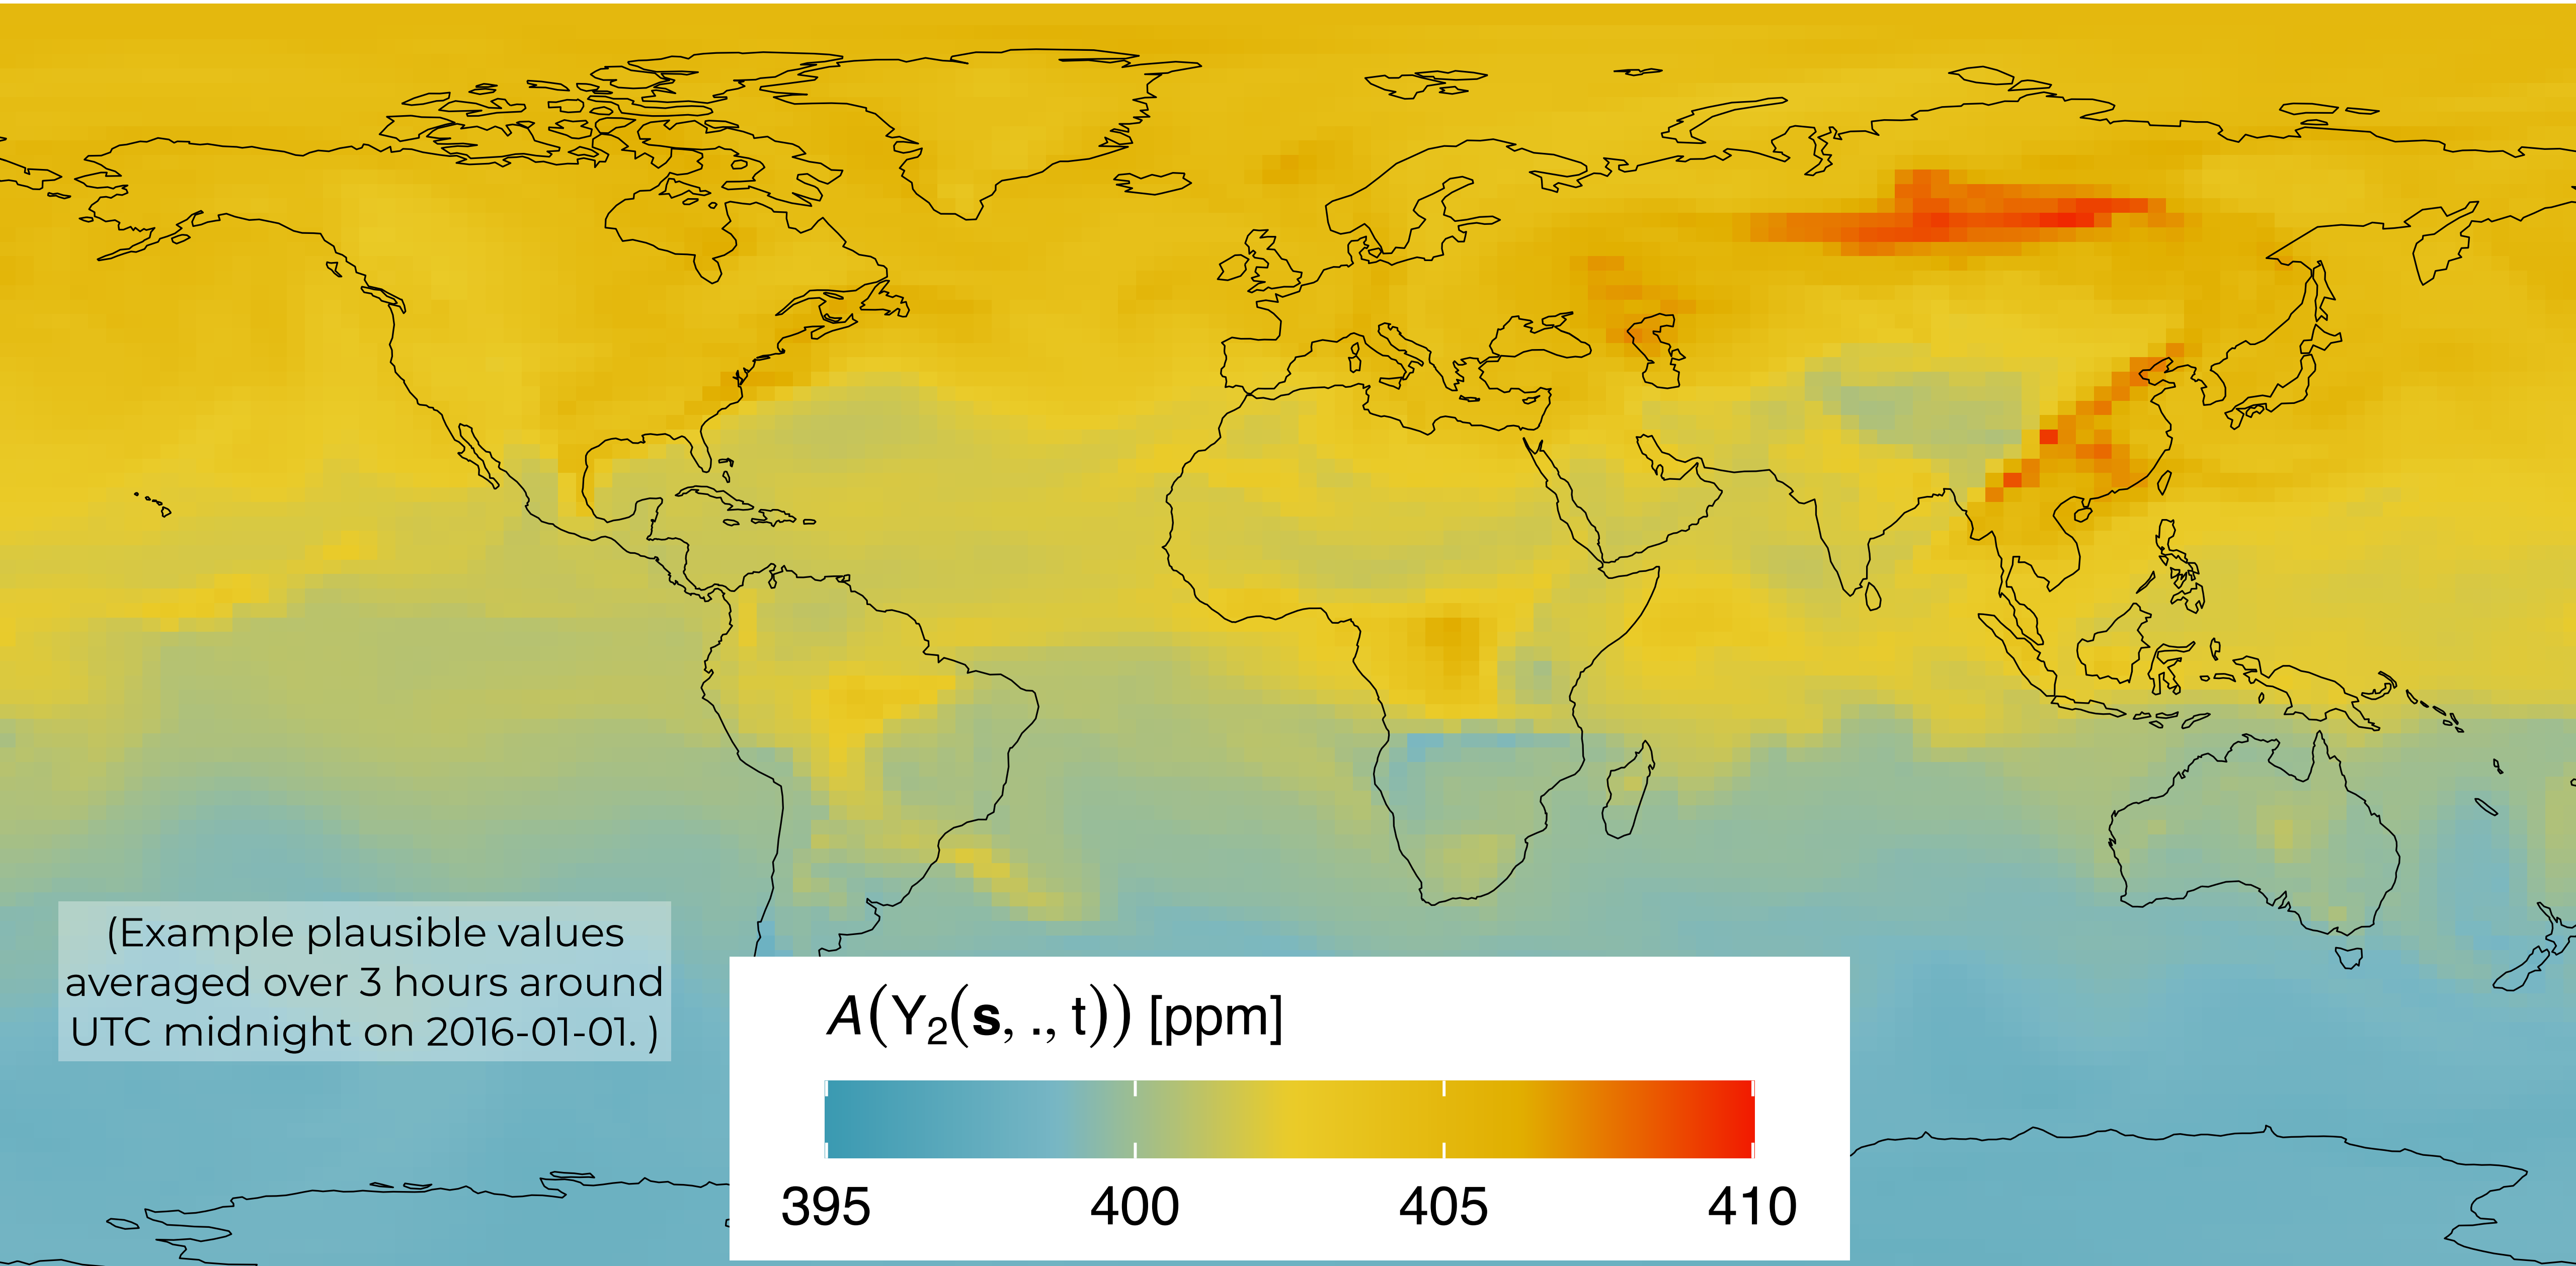 (Example plausible values
averaged over 3 hours around
UTC midnight on 2016-01-01. )
A(Y₂(s, ., t)) [ppm]
395 400 405 410